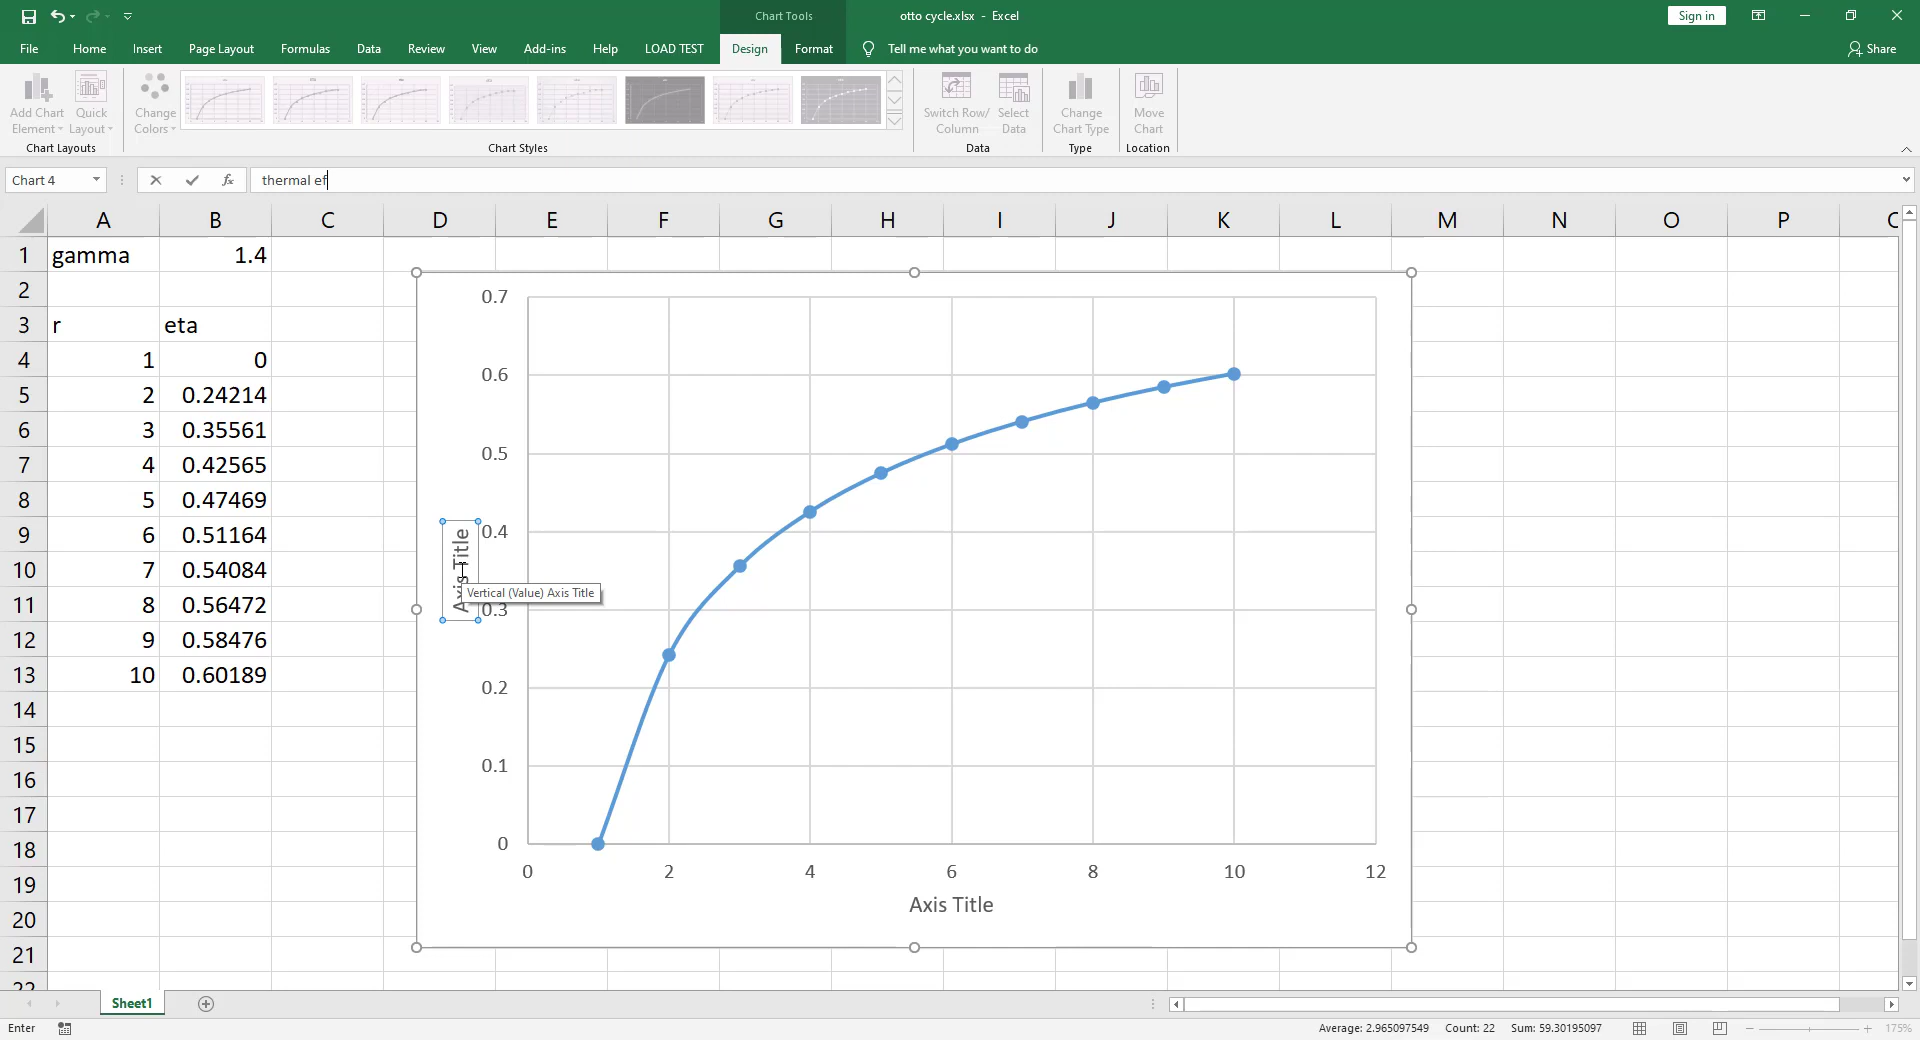 Chart Tools
otto cycle.xlsx - Excel
Sign in
File Home Insert Page Layout Formulas Data Review View Add-ins Help LOAD TEST Design Format Tell me what you want to do Share
Add Chart Element
Quick Layout
Change Colors
Switch Row/ Column
Select Data
Change Chart Type
Move Chart
Chart Layouts Chart Styles Data Type Location
Chart 4 fx thermal ef
A B C D E F G H I J K L M N O P
1 gamma 1.4
2
3 r eta
4 1 0
5 2 0.24214
6 3 0.35561
7 4 0.42565
8 5 0.47469
9 6 0.51164
10 7 0.54084
11 8 0.56472
12 9 0.58476
13 10 0.60189
14
15
16
17
18
19
20
21
22
0.7
0.6
0.5
0.4
0.3
0.2
0.1
0
Axis Title
Vertical (Value) Axis Title
0 2 4 6 8 10 12
Axis Title
Sheet1
Enter
Average: 2.965097549 Count: 22 Sum: 59.30195097
175%